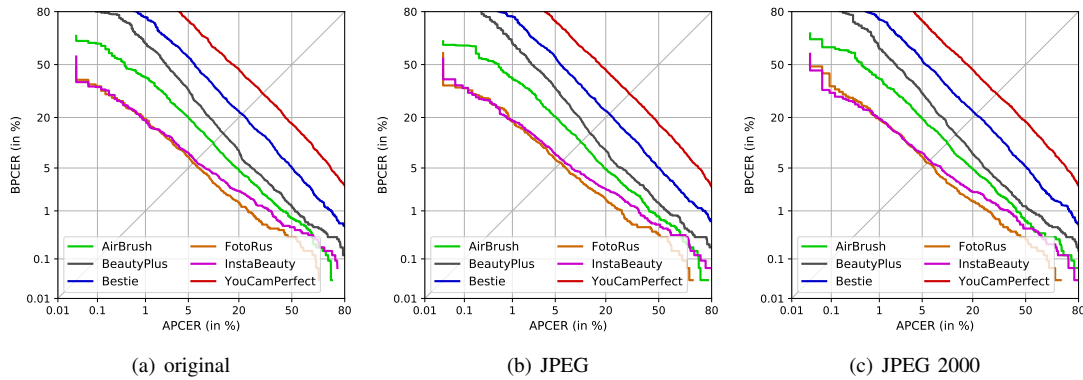 80
50
20
5
1
0.1
0.01
BPCER (in %)
AirBrush
BeautyPlus
Bestie
FotoRus
InstaBeauty
YouCamPerfect
0.01 0.1 1 5 20 50 80
APCER (in %)
(a) original
80
50
20
5
1
0.1
0.01
BPCER (in %)
AirBrush
BeautyPlus
Bestie
FotoRus
InstaBeauty
YouCamPerfect
0.01 0.1 1 5 20 50 80
APCER (in %)
(b) JPEG
80
50
20
5
1
0.1
0.01
BPCER (in %)
AirBrush
BeautyPlus
Bestie
FotoRus
InstaBeauty
YouCamPerfect
0.01 0.1 1 5 20 50 80
APCER (in %)
(c) JPEG 2000